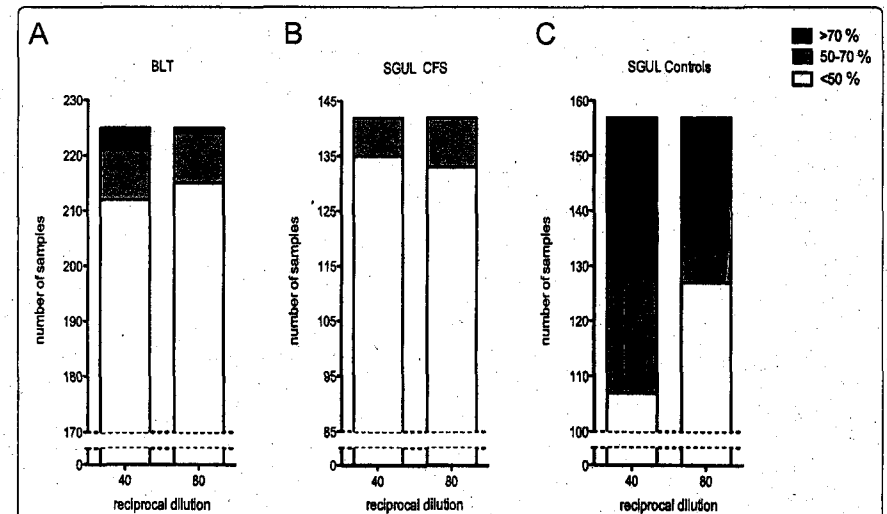 A
B
C
>70 %
50-70 %
<50 %
BLT
SGUL CFS
SGUL Controls
number of samples
230
220
210
200
190
180
170
0
40
80
reciprocal dilution
number of samples
145
135
125
115
105
95
85
0
40
80
reciprocal dilution
number of samples
160
150
140
130
120
110
100
0
40
80
reciprocal dilution